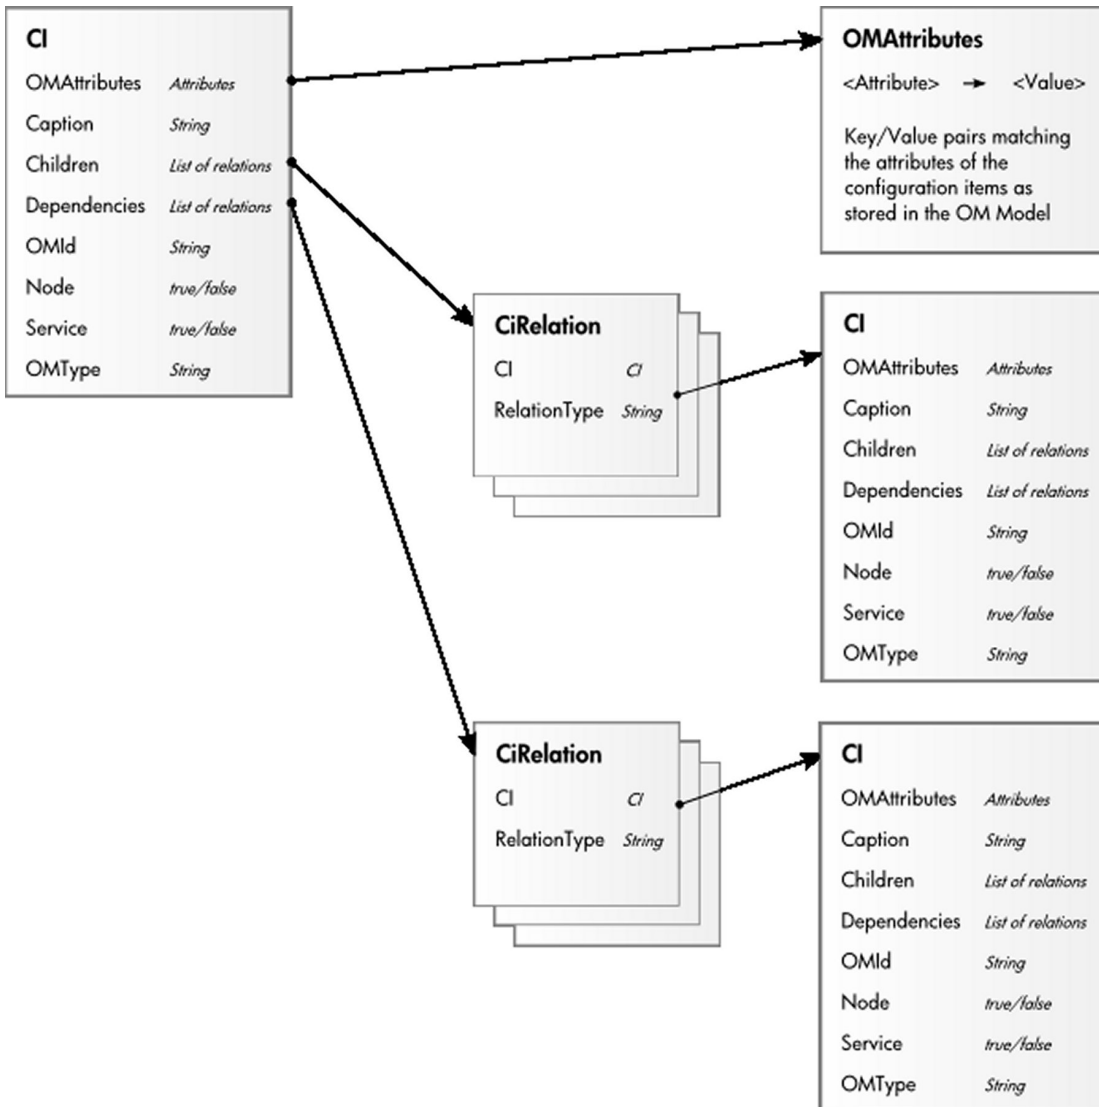 CI
OMAttributes Attributes
Caption String
Children List of relations
Dependencies List of relations
OMId String
Node true/false
Service true/false
OMType String
OMAttributes
<Attribute> → <Value>
Key/Value pairs matching
the attributes of the
configuration items as
stored in the OM Model
CiRelation
CI CI
RelationType String
CI
OMAttributes Attributes
Caption String
Children List of relations
Dependencies List of relations
OMId String
Node true/false
Service true/false
OMType String
CiRelation
CI CI
RelationType String
CI
OMAttributes Attributes
Caption String
Children List of relations
Dependencies List of relations
OMId String
Node true/false
Service true/false
OMType String